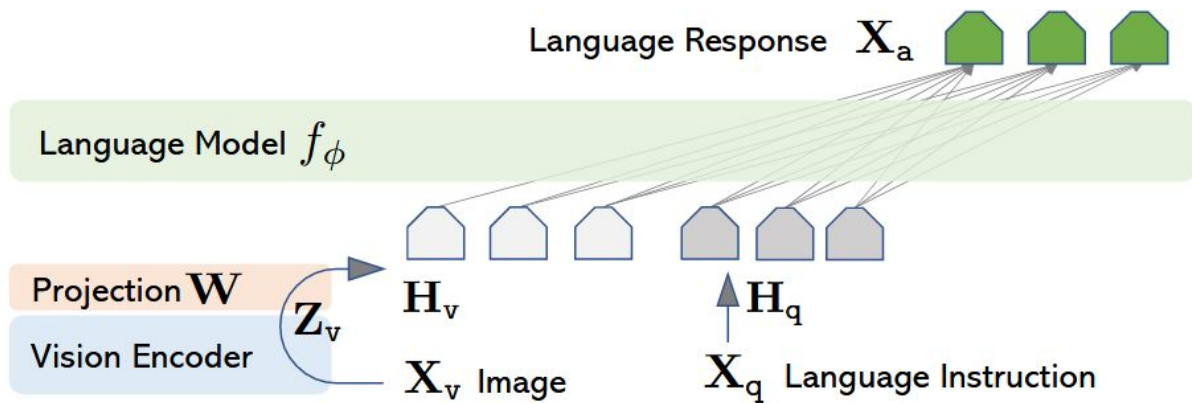 Language Response X_a
Language Model f_ϕ
Projection W
H_v
H_q
Z_v
Vision Encoder
X_v Image
X_q Language Instruction